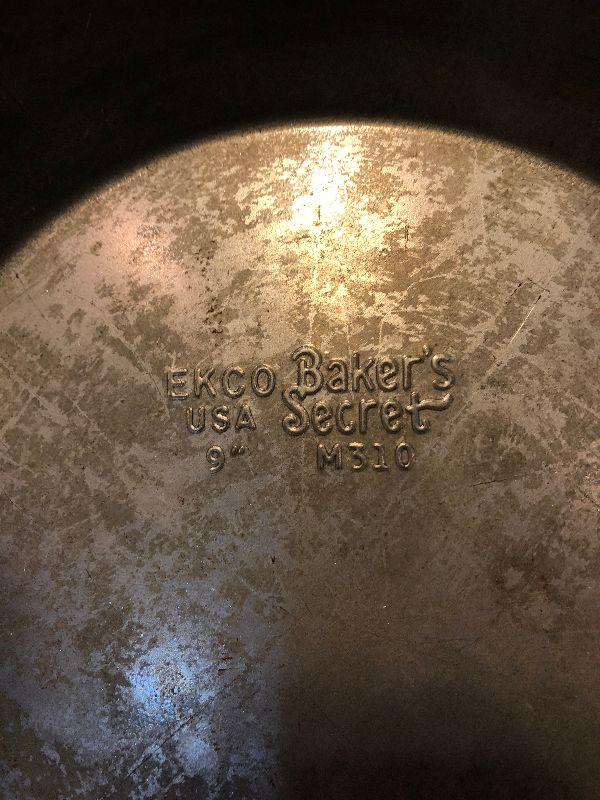 EKCO Baker's
USA Secret
9" M310